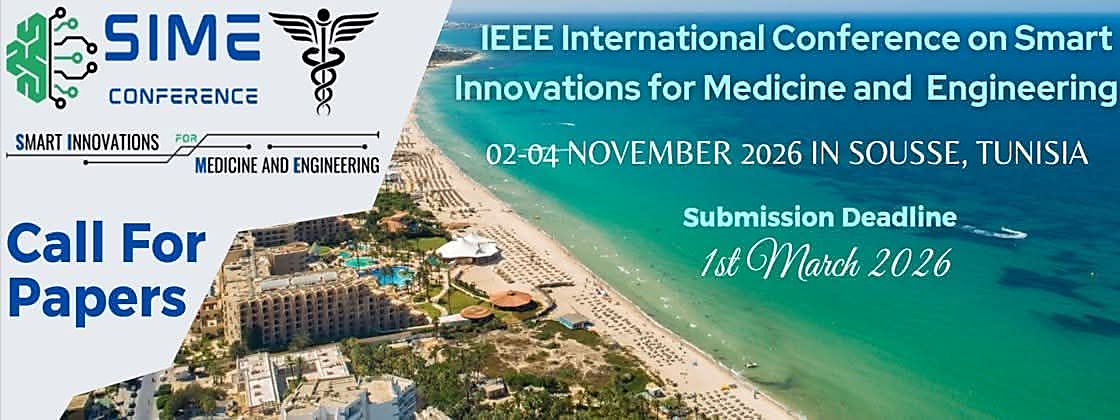 SIME
CONFERENCE
SMART INNOVATIONS FOR
MEDICINE AND ENGINEERING
Call For
Papers
IEEE International Conference on Smart
Innovations for Medicine and Engineering
02-04 NOVEMBER 2026 IN SOUSSE, TUNISIA
Submission Deadline
1st March 2026